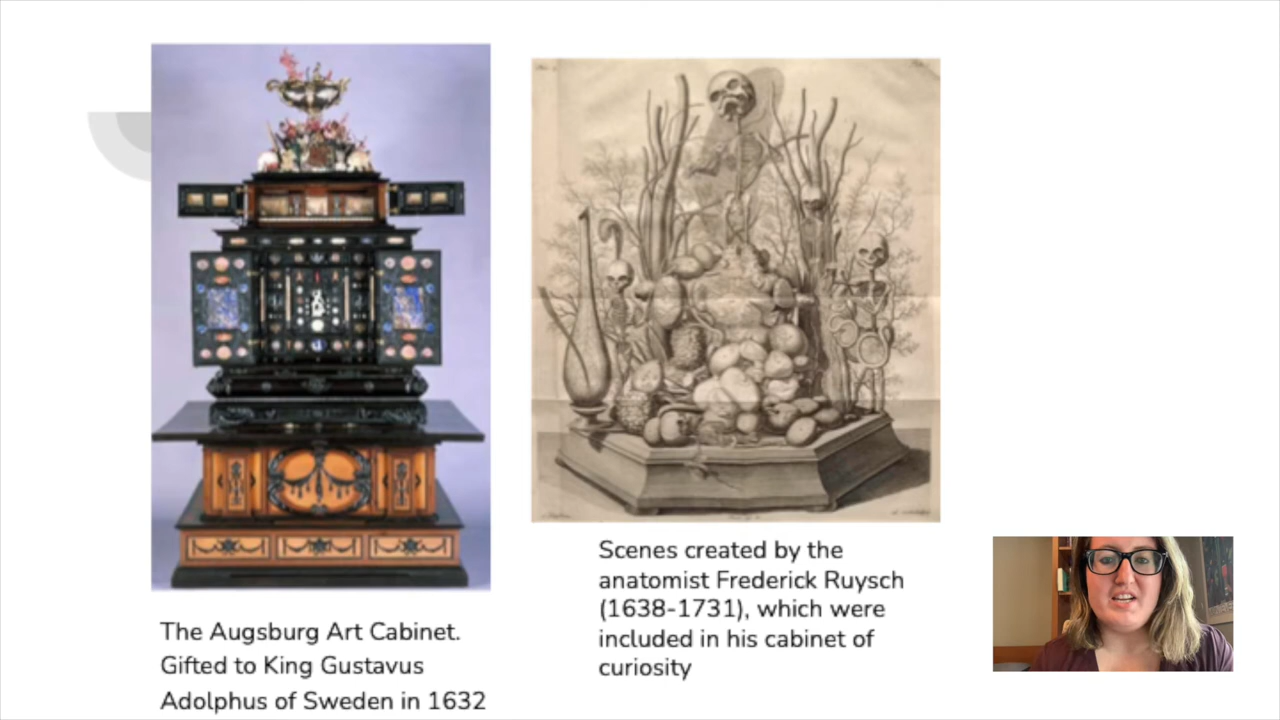 The Augsburg Art Cabinet.
Gifted to King Gustavus
Adolphus of Sweden in 1632
Scenes created by the
anatomist Frederick Ruysch
(1638-1731), which were
included in his cabinet of
curiosity